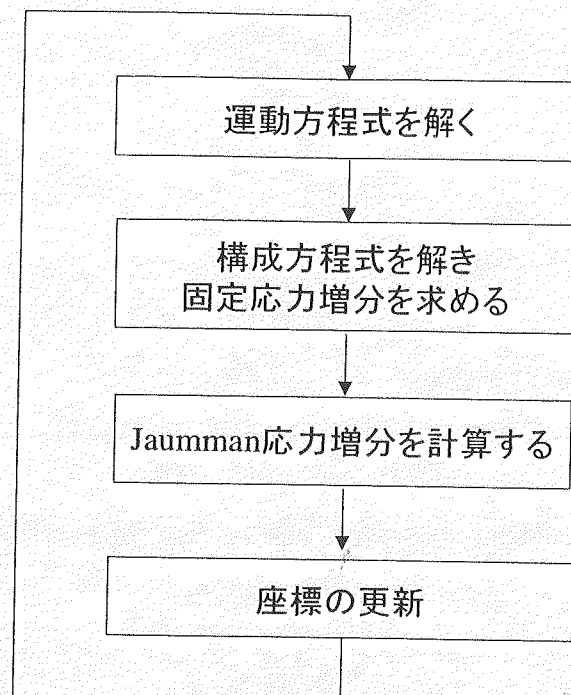 運動方程式を解く
構成方程式を解き
固定応力増分を求める
Jaumman応力増分を計算する
座標の更新